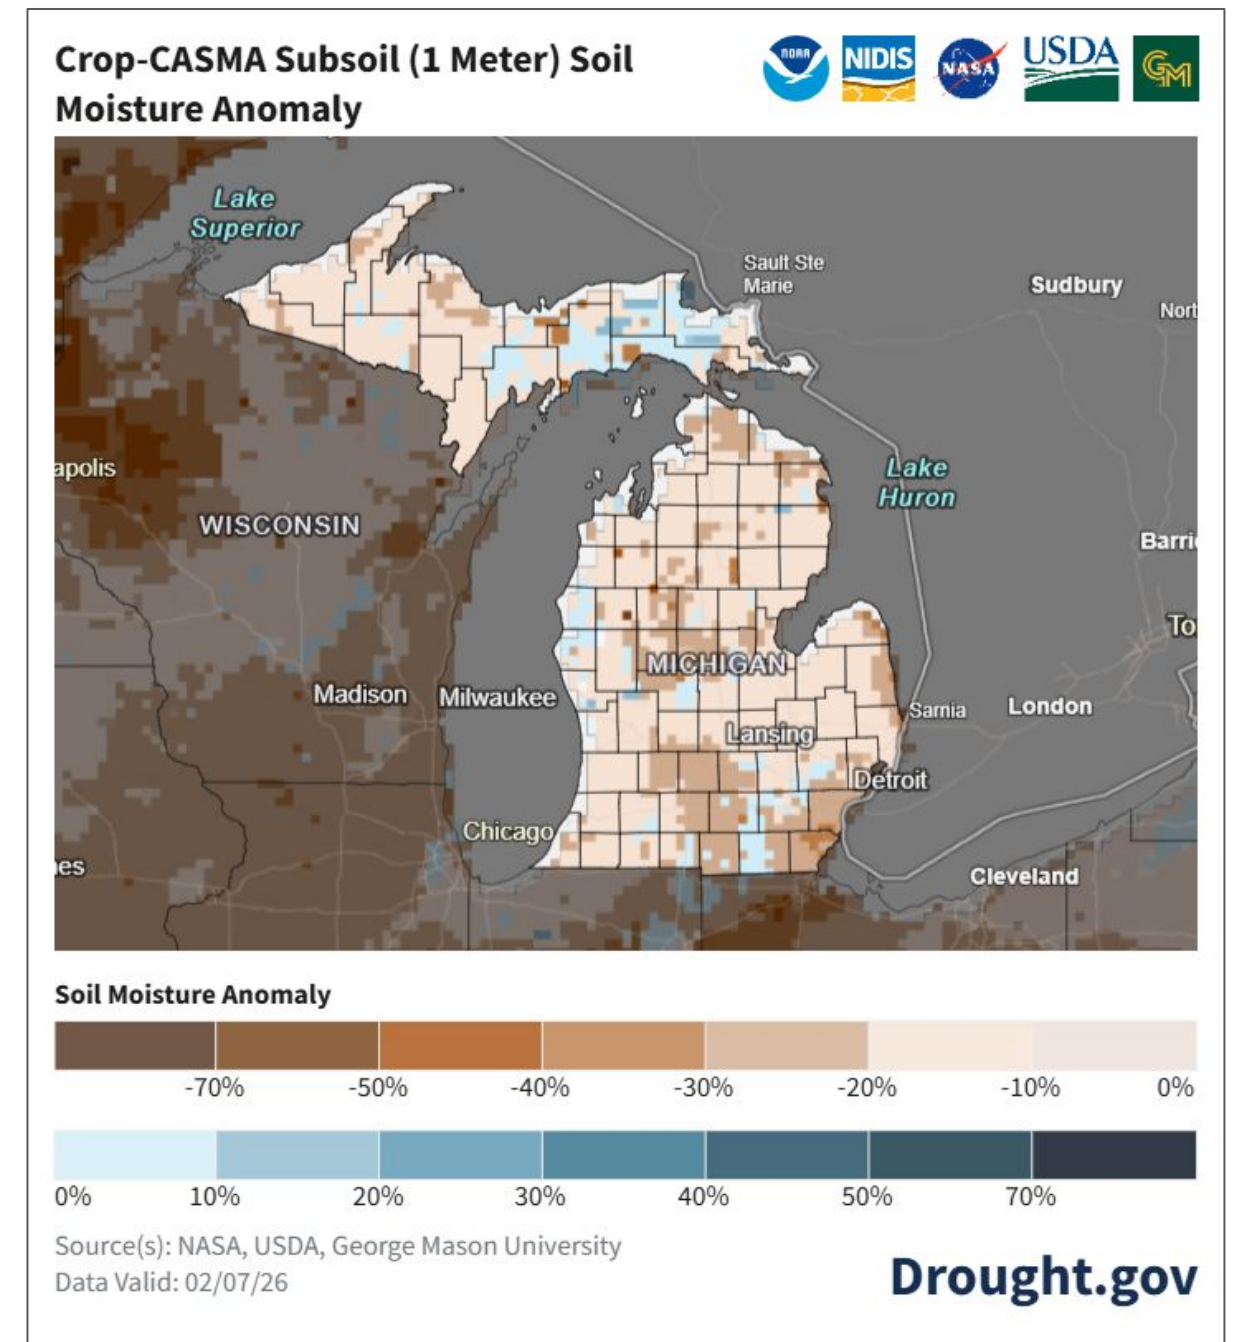 Crop-CASMA Subsoil (1 Meter) Soil
Moisture Anomaly
NOAA
NIDIS
NASA
USDA
GM
Lake
Superior
Sault Ste
Marie
Sudbury
Nort
apolis
Lake
Huron
WISCONSIN
Barrie
To
MICHIGAN
Madison
Milwaukee
Sarnia
London
Lansing
Detroit
Chicago
nes
Cleveland
Soil Moisture Anomaly
-70%
-50%
-40%
-30%
-20%
-10%
0%
0%
10%
20%
30%
40%
50%
70%
Source(s): NASA, USDA, George Mason University
Data Valid: 02/07/26
Drought.gov